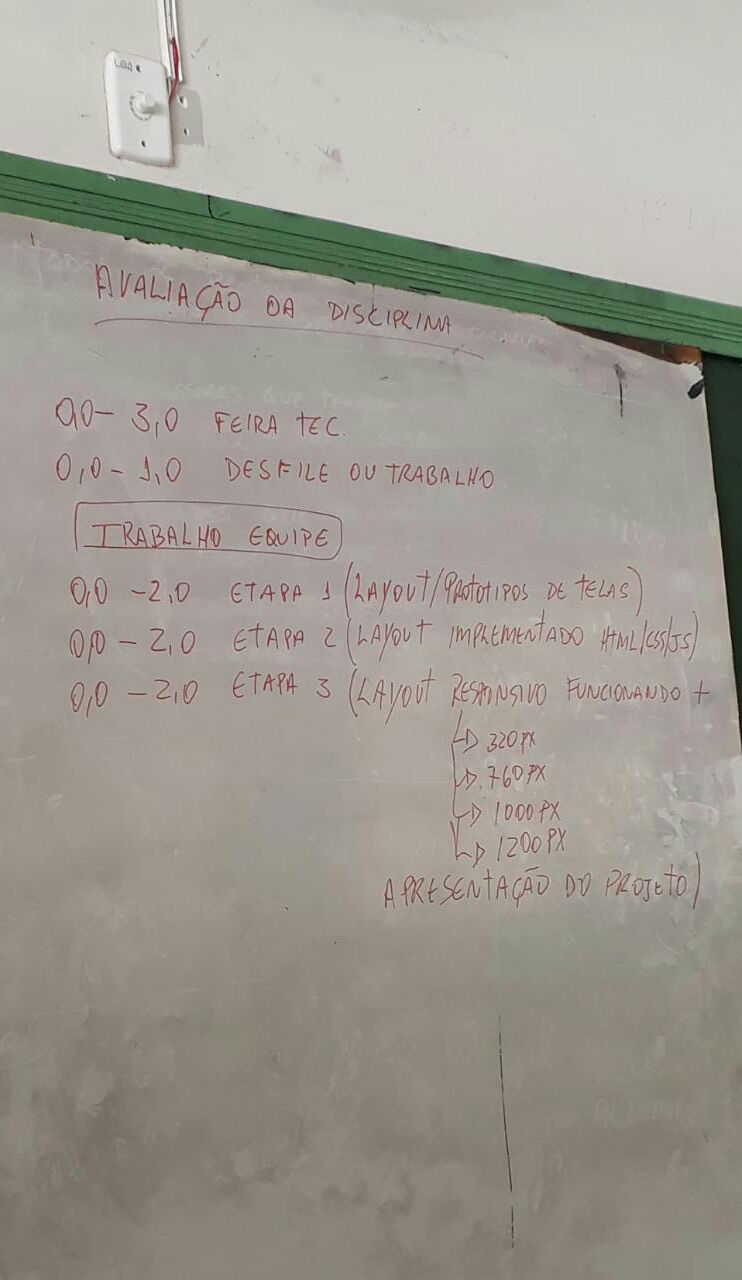 AVALIAÇÃO DA DISCIPLINA
0,0 - 3,0 FEIRA TEC.
0,0 - 1,0 DESFILE OU TRABALHO
TRABALHO EQUIPE
0,0 - 2,0 ETAPA 1 (LAYOUT/PROTOTIPOS DE TELAS)
0,0 - 2,0 ETAPA 2 (LAYOUT IMPLEMENTADO HTML/CSS/JS)
0,0 - 2,0 ETAPA 3 (LAYOUT RESPONSIVO FUNCIONANDO +
320PX
760PX
1000PX
1200PX
APRESENTAÇÃO DO PROJETO)